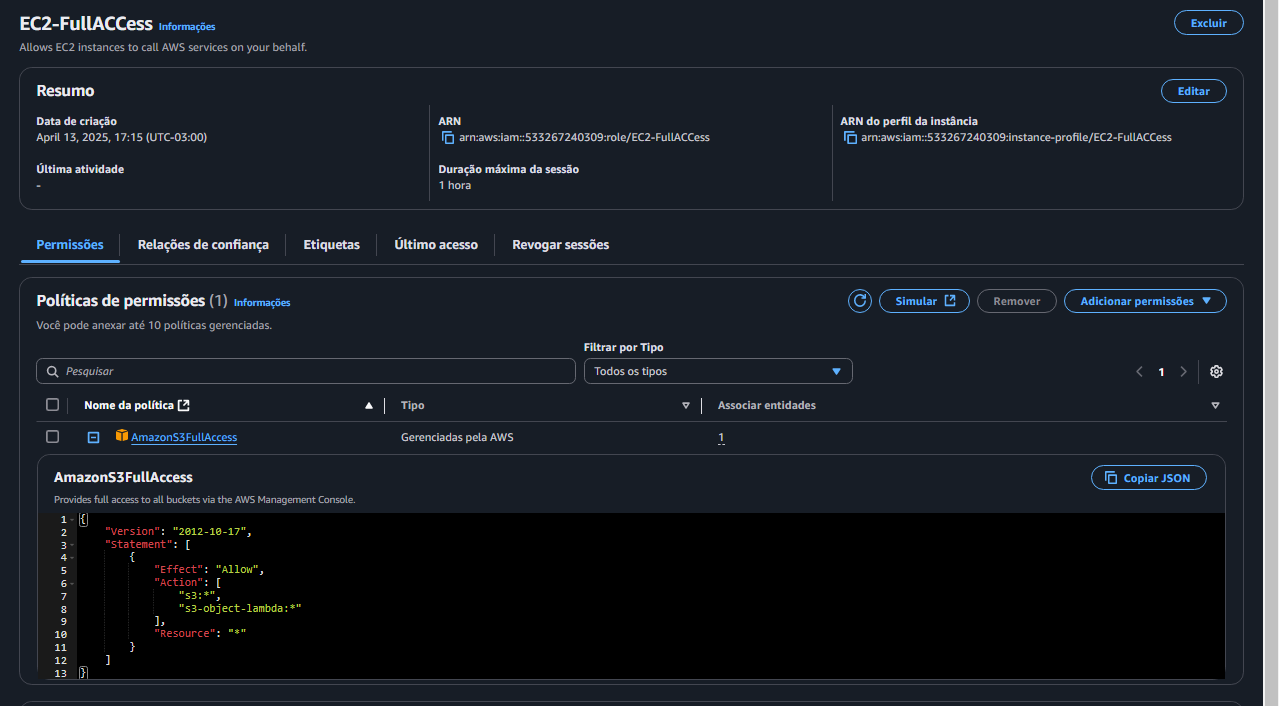 EC2-FullACCess Informações
Excluir
Allows EC2 instances to call AWS services on your behalf.
Resumo
Editar
Data de criação
April 13, 2025, 17:15 (UTC-03:00)
ARN
arn:aws:iam::533267240309:role/EC2-FullACCess
ARN do perfil da instância
arn:aws:iam::533267240309:instance-profile/EC2-FullACCess
Última atividade
-
Duração máxima da sessão
1 hora
Permissões
Relações de confiança
Etiquetas
Último acesso
Revogar sessões
Políticas de permissões (1) Informações
Simular
Remover
Adicionar permissões
Você pode anexar até 10 políticas gerenciadas.
Filtrar por Tipo
Pesquisar
Todos os tipos
1
Nome da política
Tipo
Associar entidades
AmazonS3FullAccess
Gerenciadas pela AWS
1
AmazonS3FullAccess
Copiar JSON
Provides full access to all buckets via the AWS Management Console.
1 {
2 "Version": "2012-10-17",
3 "Statement": [
4 {
5 "Effect": "Allow",
6 "Action": [
7 "s3:*",
8 "s3-object-lambda:*"
9 ],
10 "Resource": "*"
11 }
12 ]
13 }